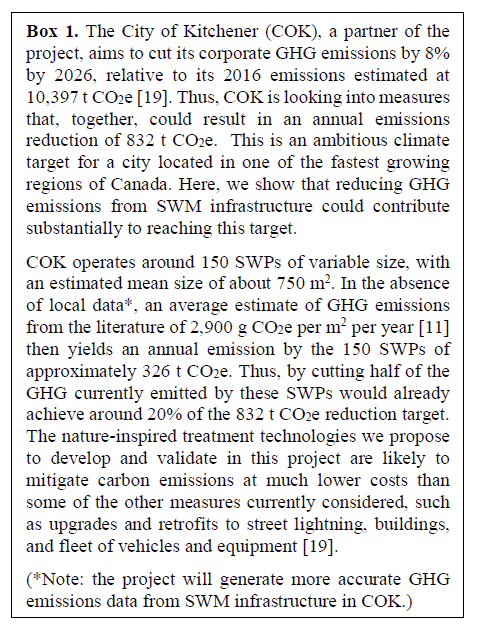 Box 1. The City of Kitchener (COK), a partner of the
project, aims to cut its corporate GHG emissions by 8%
by 2026, relative to its 2016 emissions estimated at
10,397 t CO2e [19]. Thus, COK is looking into measures
that, together, could result in an annual emissions
reduction of 832 t CO2e. This is an ambitious climate
target for a city located in one of the fastest growing
regions of Canada. Here, we show that reducing GHG
emissions from SWM infrastructure could contribute
substantially to reaching this target.
COK operates around 150 SWPs of variable size, with
an estimated mean size of about 750 m². In the absence
of local data*, an average estimate of GHG emissions
from the literature of 2,900 g CO2e per m² per year [11]
then yields an annual emission by the 150 SWPs of
approximately 326 t CO2e. Thus, by cutting half of the
GHG currently emitted by these SWPs would already
achieve around 20% of the 832 t CO2e reduction target.
The nature-inspired treatment technologies we propose
to develop and validate in this project are likely to
mitigate carbon emissions at much lower costs than
some of the other measures currently considered, such
as upgrades and retrofits to street lightning, buildings,
and fleet of vehicles and equipment [19].
(*Note: the project will generate more accurate GHG
emissions data from SWM infrastructure in COK.)